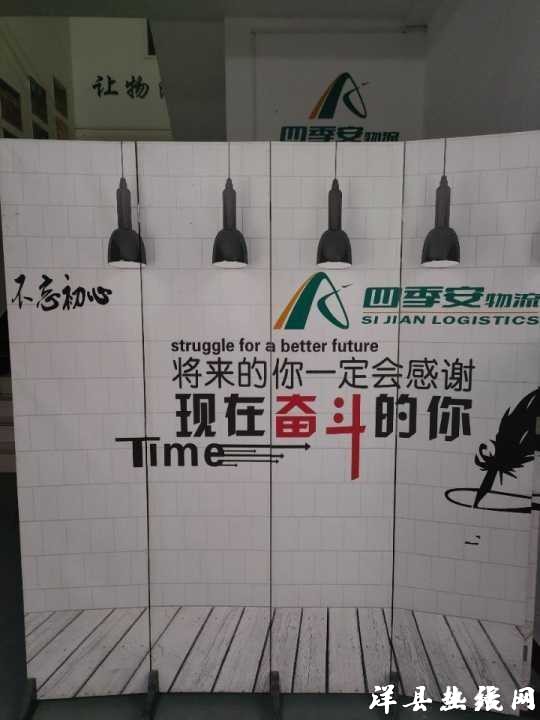 让物
四季安物流
不忘初心
四季安物流
SI JIAN LOGISTICS
struggle for a better future
将来的你一定会感谢
现在奋斗的你
Time
洋县热线网